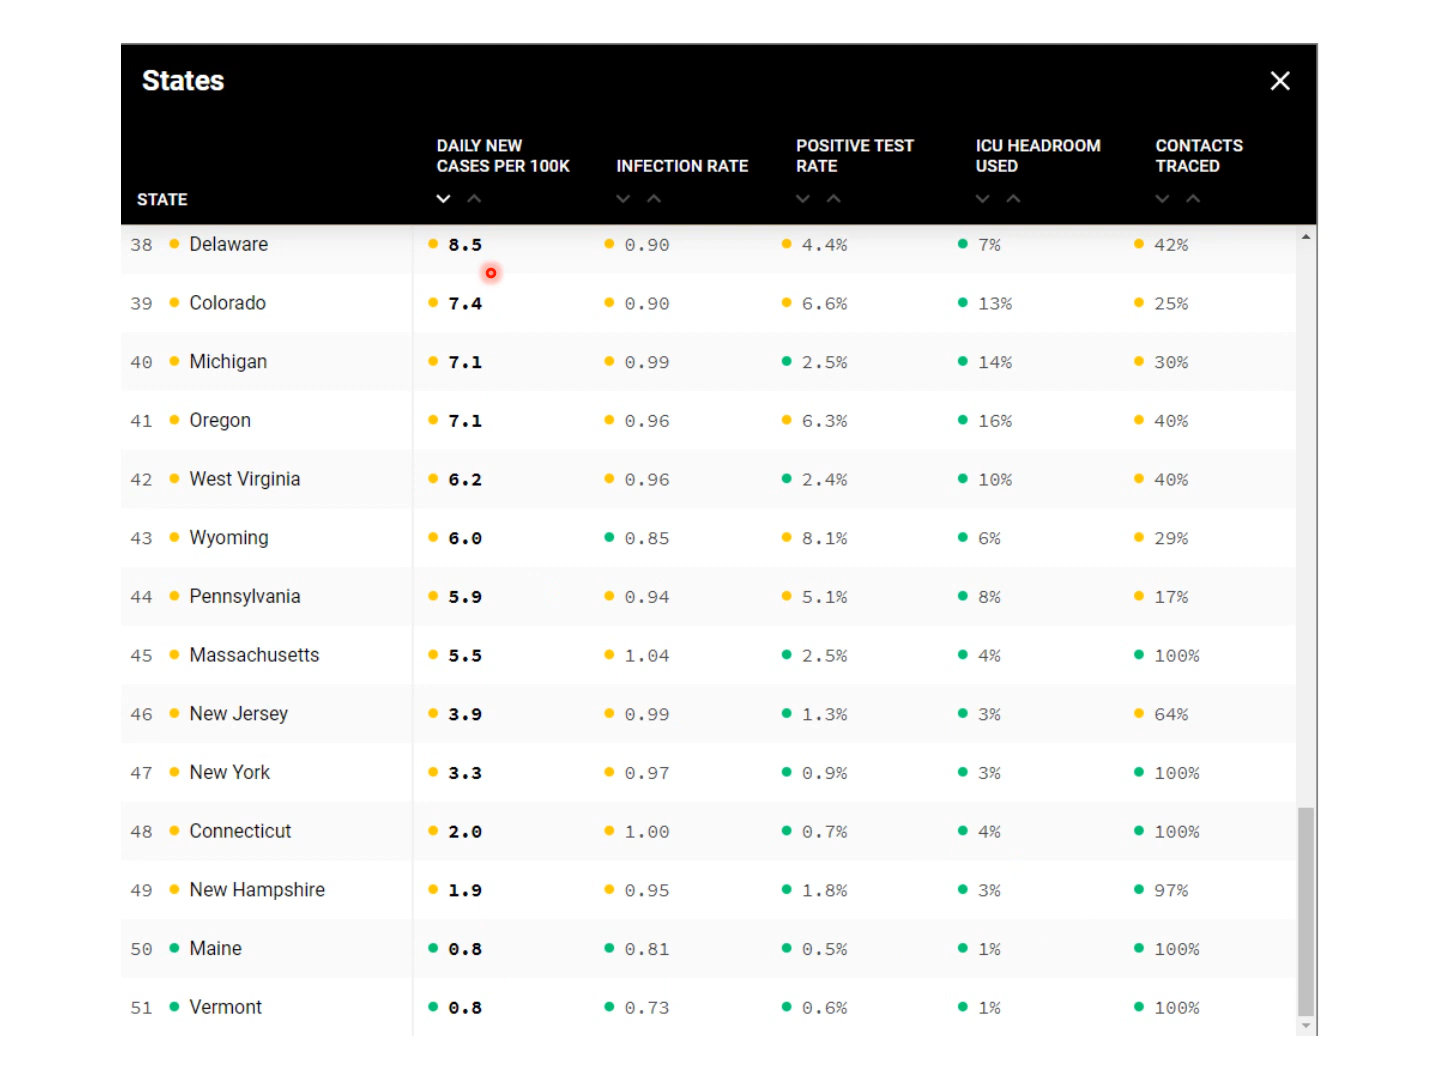 States
DAILY NEW CASES PER 100K
INFECTION RATE
POSITIVE TEST RATE
ICU HEADROOM USED
CONTACTS TRACED
STATE
38 Delaware 8.5 0.90 4.4% 7% 42%
39 Colorado 7.4 0.90 6.6% 13% 25%
40 Michigan 7.1 0.99 2.5% 14% 30%
41 Oregon 7.1 0.96 6.3% 16% 40%
42 West Virginia 6.2 0.96 2.4% 10% 40%
43 Wyoming 6.0 0.85 8.1% 6% 29%
44 Pennsylvania 5.9 0.94 5.1% 8% 17%
45 Massachusetts 5.5 1.04 2.5% 4% 100%
46 New Jersey 3.9 0.99 1.3% 3% 64%
47 New York 3.3 0.97 0.9% 3% 100%
48 Connecticut 2.0 1.00 0.7% 4% 100%
49 New Hampshire 1.9 0.95 1.8% 3% 97%
50 Maine 0.8 0.81 0.5% 1% 100%
51 Vermont 0.8 0.73 0.6% 1% 100%